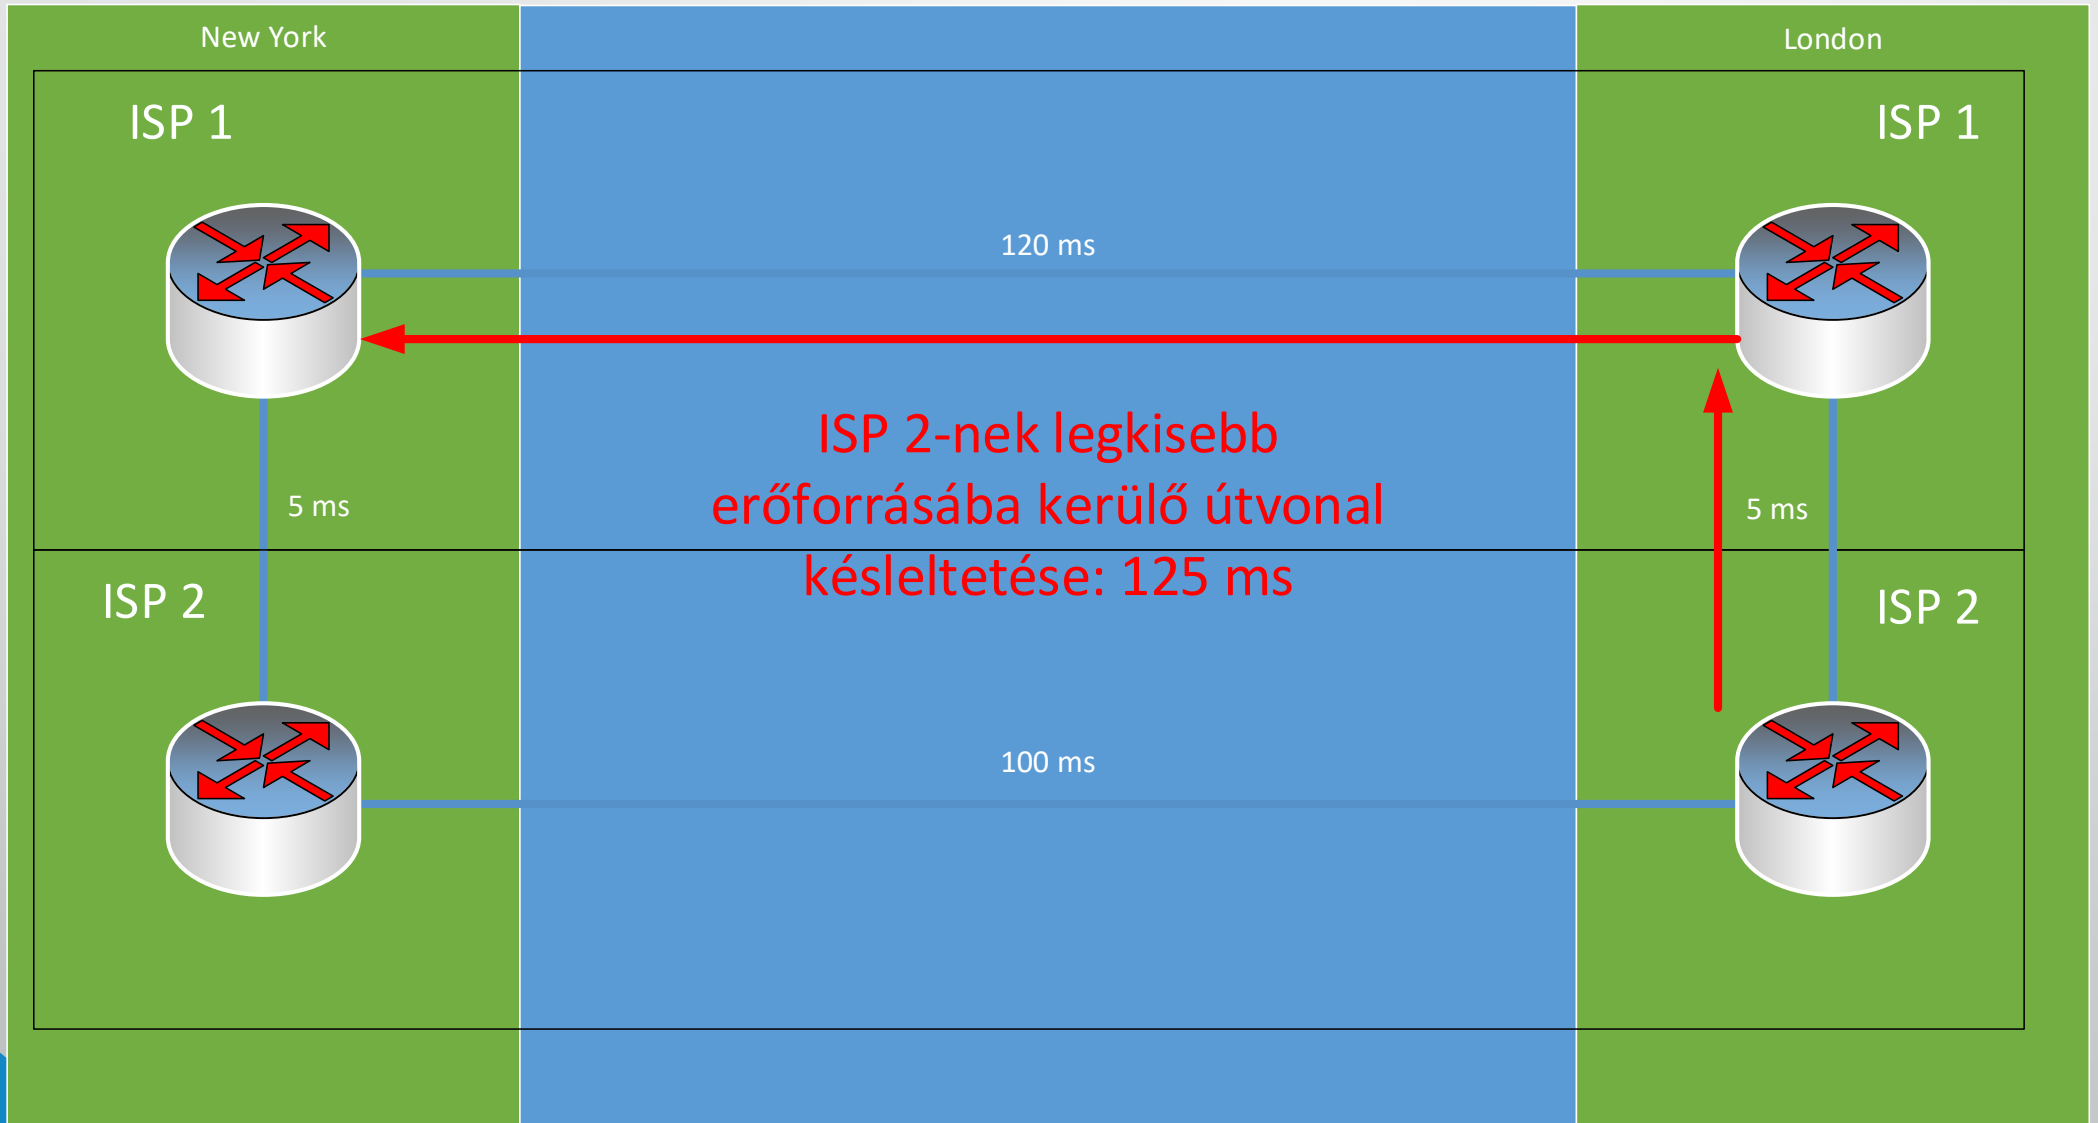 New York
London
ISP 1
ISP 1
120 ms
ISP 2-nek legkisebb
erőforrásába kerülő útvonal
késleltetése: 125 ms
5 ms
5 ms
ISP 2
ISP 2
100 ms